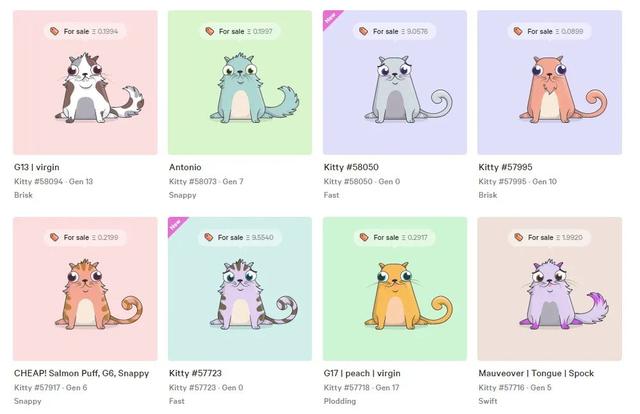 For sale Ξ 0.1994
For sale Ξ 0.1997
New
For sale Ξ 9.0576
For sale Ξ 0.0899
G13 | virgin
Kitty #58094 · Gen 13
Brisk
Antonio
Kitty #58073 · Gen 7
Snappy
Kitty #58050
Kitty #58050 · Gen 0
Fast
Kitty #57995
Kitty #57995 · Gen 10
Brisk
For sale Ξ 0.2199
New
For sale Ξ 9.5540
For sale Ξ 0.2917
For sale Ξ 1.9920
CHEAP! Salmon Puff, G6, Snappy
Kitty #57917 · Gen 6
Snappy
Kitty #57723
Kitty #57723 · Gen 0
Fast
G17 | peach | virgin
Kitty #57718 · Gen 17
Plodding
Mauveover | Tongue | Spock
Kitty #57716 · Gen 5
Swift